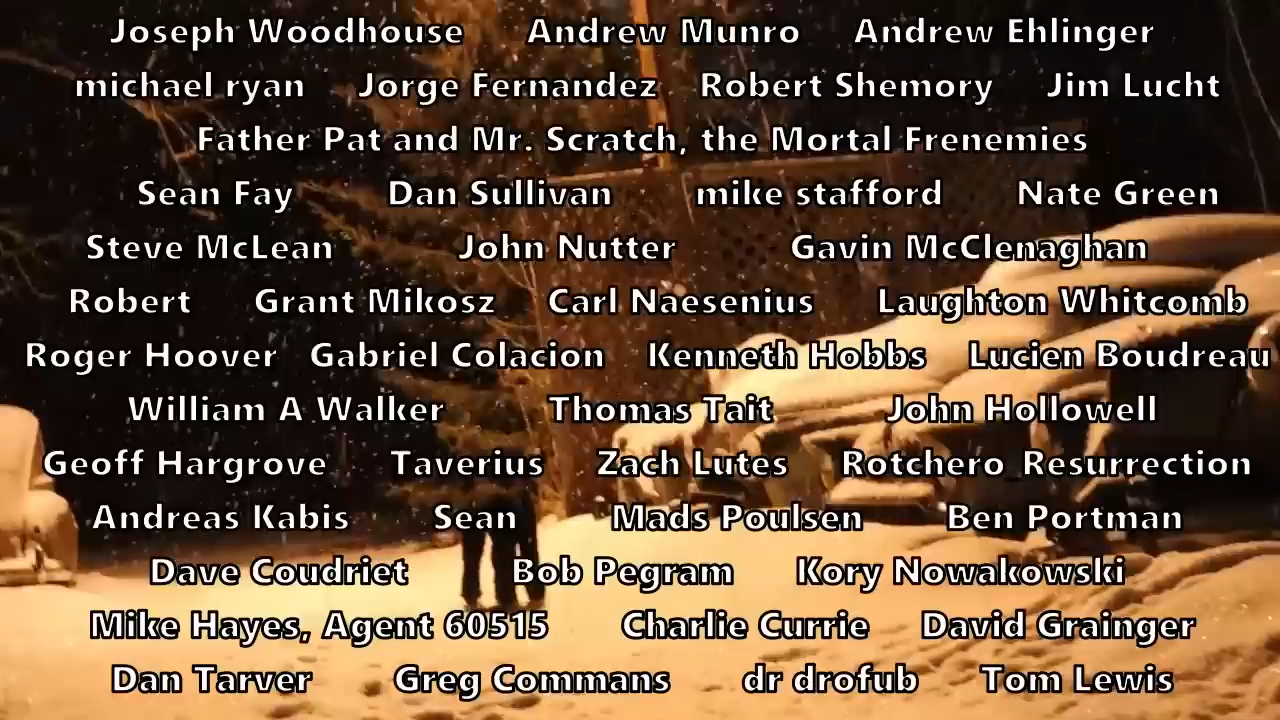 Joseph Woodhouse Andrew Munro Andrew Ehlinger
michael ryan Jorge Fernandez Robert Shemory Jim Lucht
Father Pat and Mr. Scratch, the Mortal Frenemies
Sean Fay Dan Sullivan mike stafford Nate Green
Steve McLean John Nutter Gavin McClenaghan
Robert Grant Mikosz Carl Naesenius Laughton Whitcomb
Roger Hoover Gabriel Colacion Kenneth Hobbs Lucien Boudreau
William A Walker Thomas Tait John Hollowell
Geoff Hargrove Taverius Zach Lutes Rotchero_Resurrection
Andreas Kabis Sean Mads Poulsen Ben Portman
Dave Coudriet Bob Pegram Kory Nowakowski
Mike Hayes, Agent 60515 Charlie Currie David Grainger
Dan Tarver Greg Commans dr drofub Tom Lewis